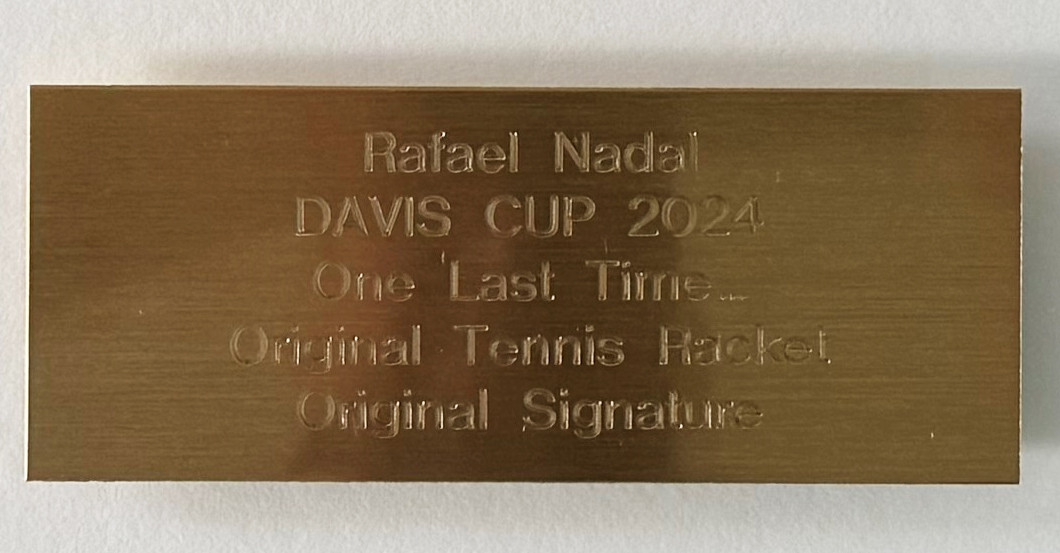 Rafael Nadal
DAVIS CUP 2024
One Last Time...
Original Tennis Racket
Original Signature